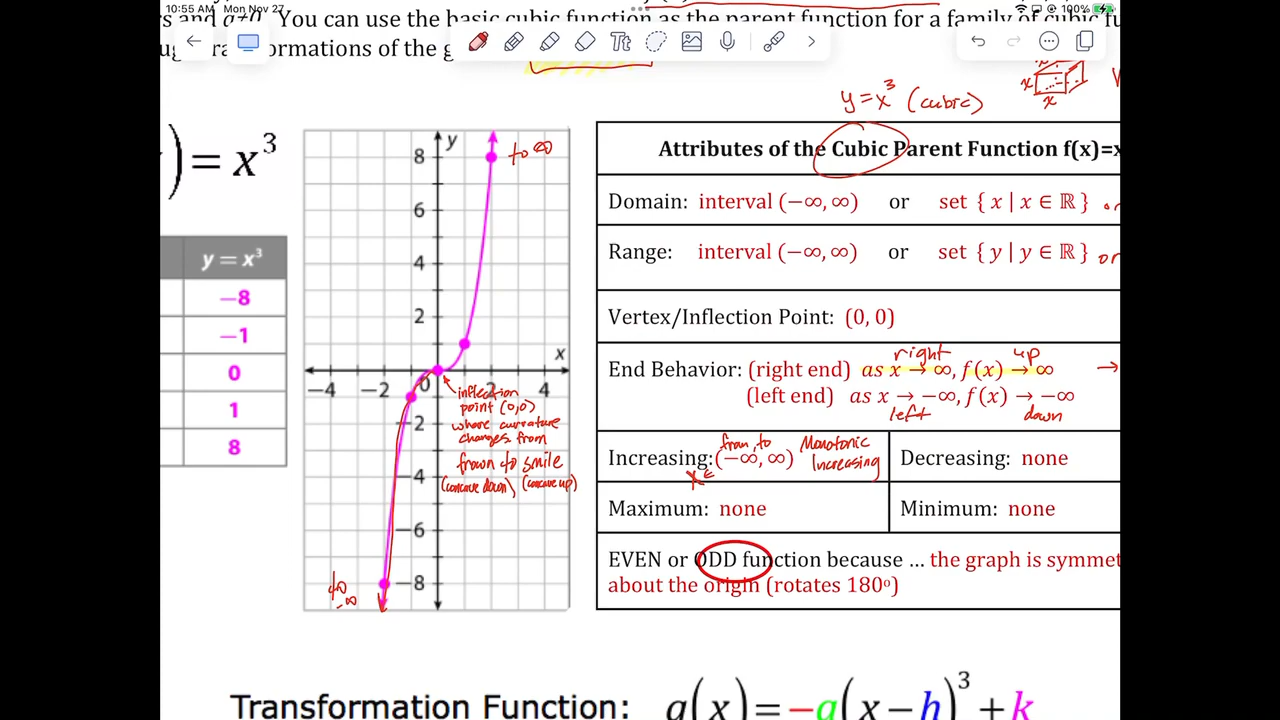 10:55 AM Mon Nov 27
100%
rs and a≠0. You can use the basic cubic function as the parent function for a family of cubic fu
ormations of the g
Tt
y = x³ (cubic)
x
x
) = x³
y = x³
−8
−1
0
1
8
y
8
6
4
2
x
−4 −2 0 2 4
−2
−4
−6
−8
to ∞
inflection
point (0,0)
where curvature
changes from
frown to smile
(concave down) (concave up)
to
-∞
Attributes of the Cubic Parent Function f(x)=x
Domain: interval (−∞, ∞) or set { x | x ∈ ℝ } or
Range: interval (−∞, ∞) or set { y | y ∈ ℝ } or
Vertex/Inflection Point: (0, 0)
right up
End Behavior: (right end) as x → ∞, f(x) → ∞ →
(left end) as x → −∞, f(x) → −∞
left down
from, to Monotonic
Increasing: (−∞, ∞) Increasing
x∈
Decreasing: none
Maximum: none
Minimum: none
EVEN or ODD function because ... the graph is symmet
about the origin (rotates 180º)
Transformation Function: g(x) = −a(x − h)³ + k